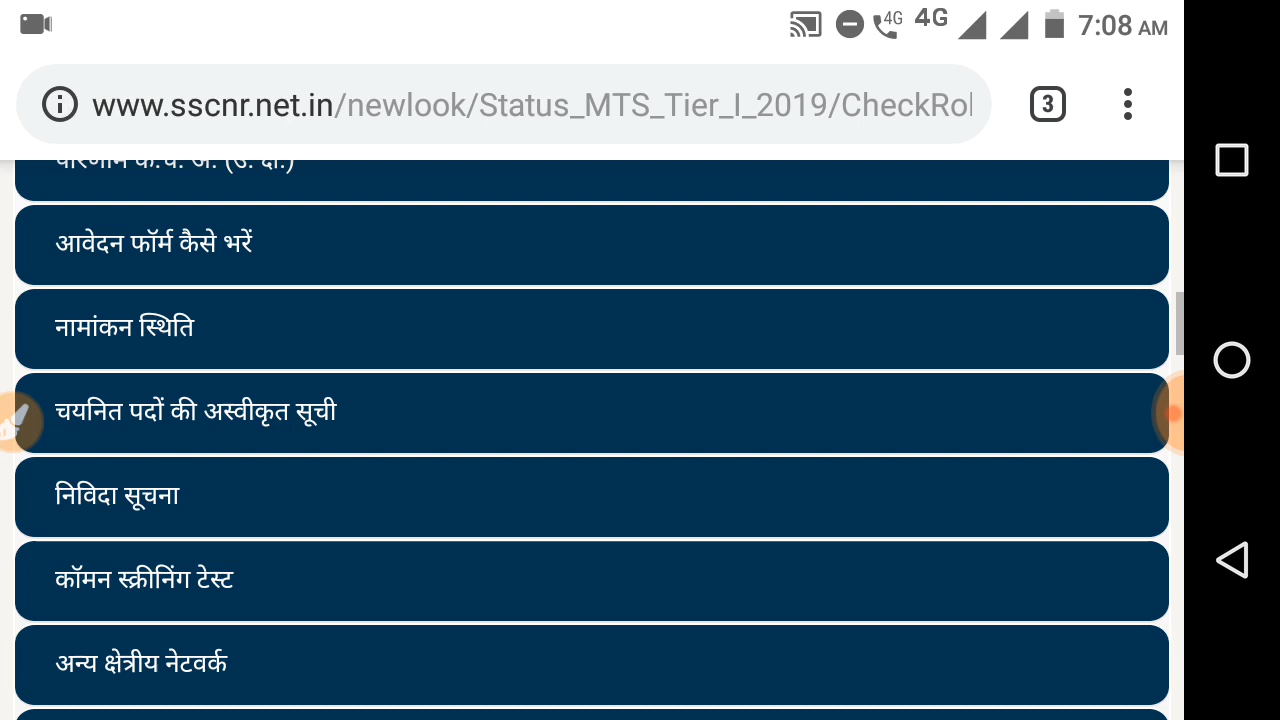 4G 4G 7:08 AM
www.sscnr.net.in/newlook/Status_MTS_Tier_I_2019/CheckRol 3
आवेदन फॉर्म कैसे भरें
नामांकन स्थिति
चयनित पदों की अस्वीकृत सूची
निविदा सूचना
कॉमन स्क्रीनिंग टेस्ट
अन्य क्षेत्रीय नेटवर्क